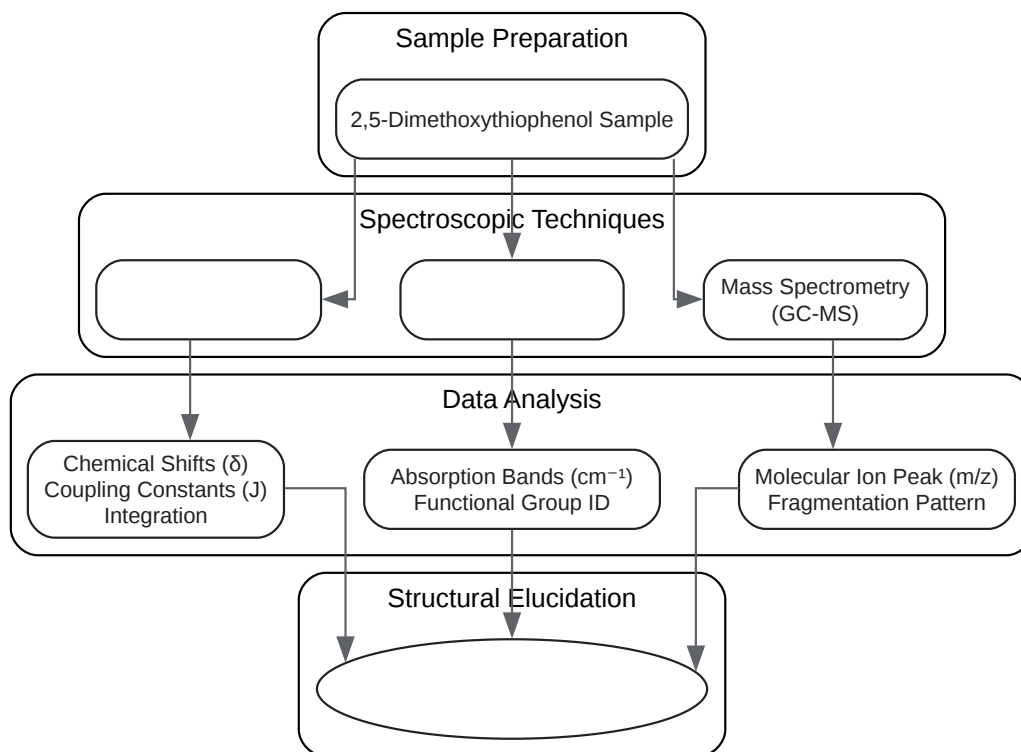 Sample Preparation
2,5-Dimethoxythiophenol Sample
Spectroscopic Techniques
Mass Spectrometry
(GC-MS)
Data Analysis
Chemical Shifts (δ)
Coupling Constants (J)
Integration
Absorption Bands (cm⁻¹)
Functional Group ID
Molecular Ion Peak (m/z)
Fragmentation Pattern
Structural Elucidation